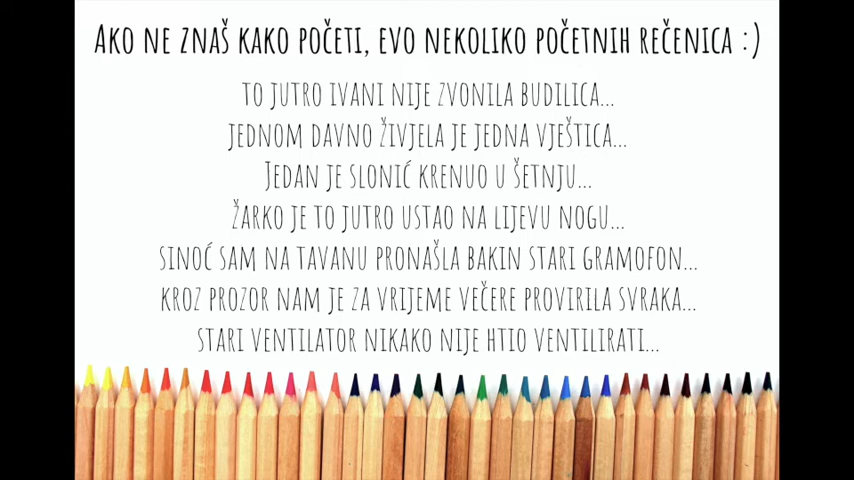 AKO NE ZNAŠ KAKO POČETI, EVO NEKOLIKO POČETNIH REČENICA :)
TO JUTRO IVANI NIJE ZVONILA BUDILICA...
JEDNOM DAVNO ŽIVJELA JE JEDNA VJEŠTICA...
JEDAN JE SLONIĆ KRENUO U ŠETNJU...
ŽARKO JE TO JUTRO USTAO NA LIJEVU NOGU...
SINOĆ SAM NA TAVANU PRONAŠLA BAKIN STARI GRAMOFON...
KROZ PROZOR NAM JE ZA VRIJEME VEČERE PROVIRILA SVRAKA...
STARI VENTILATOR NIKAKO NIJE HTIO VENTILIRATI...